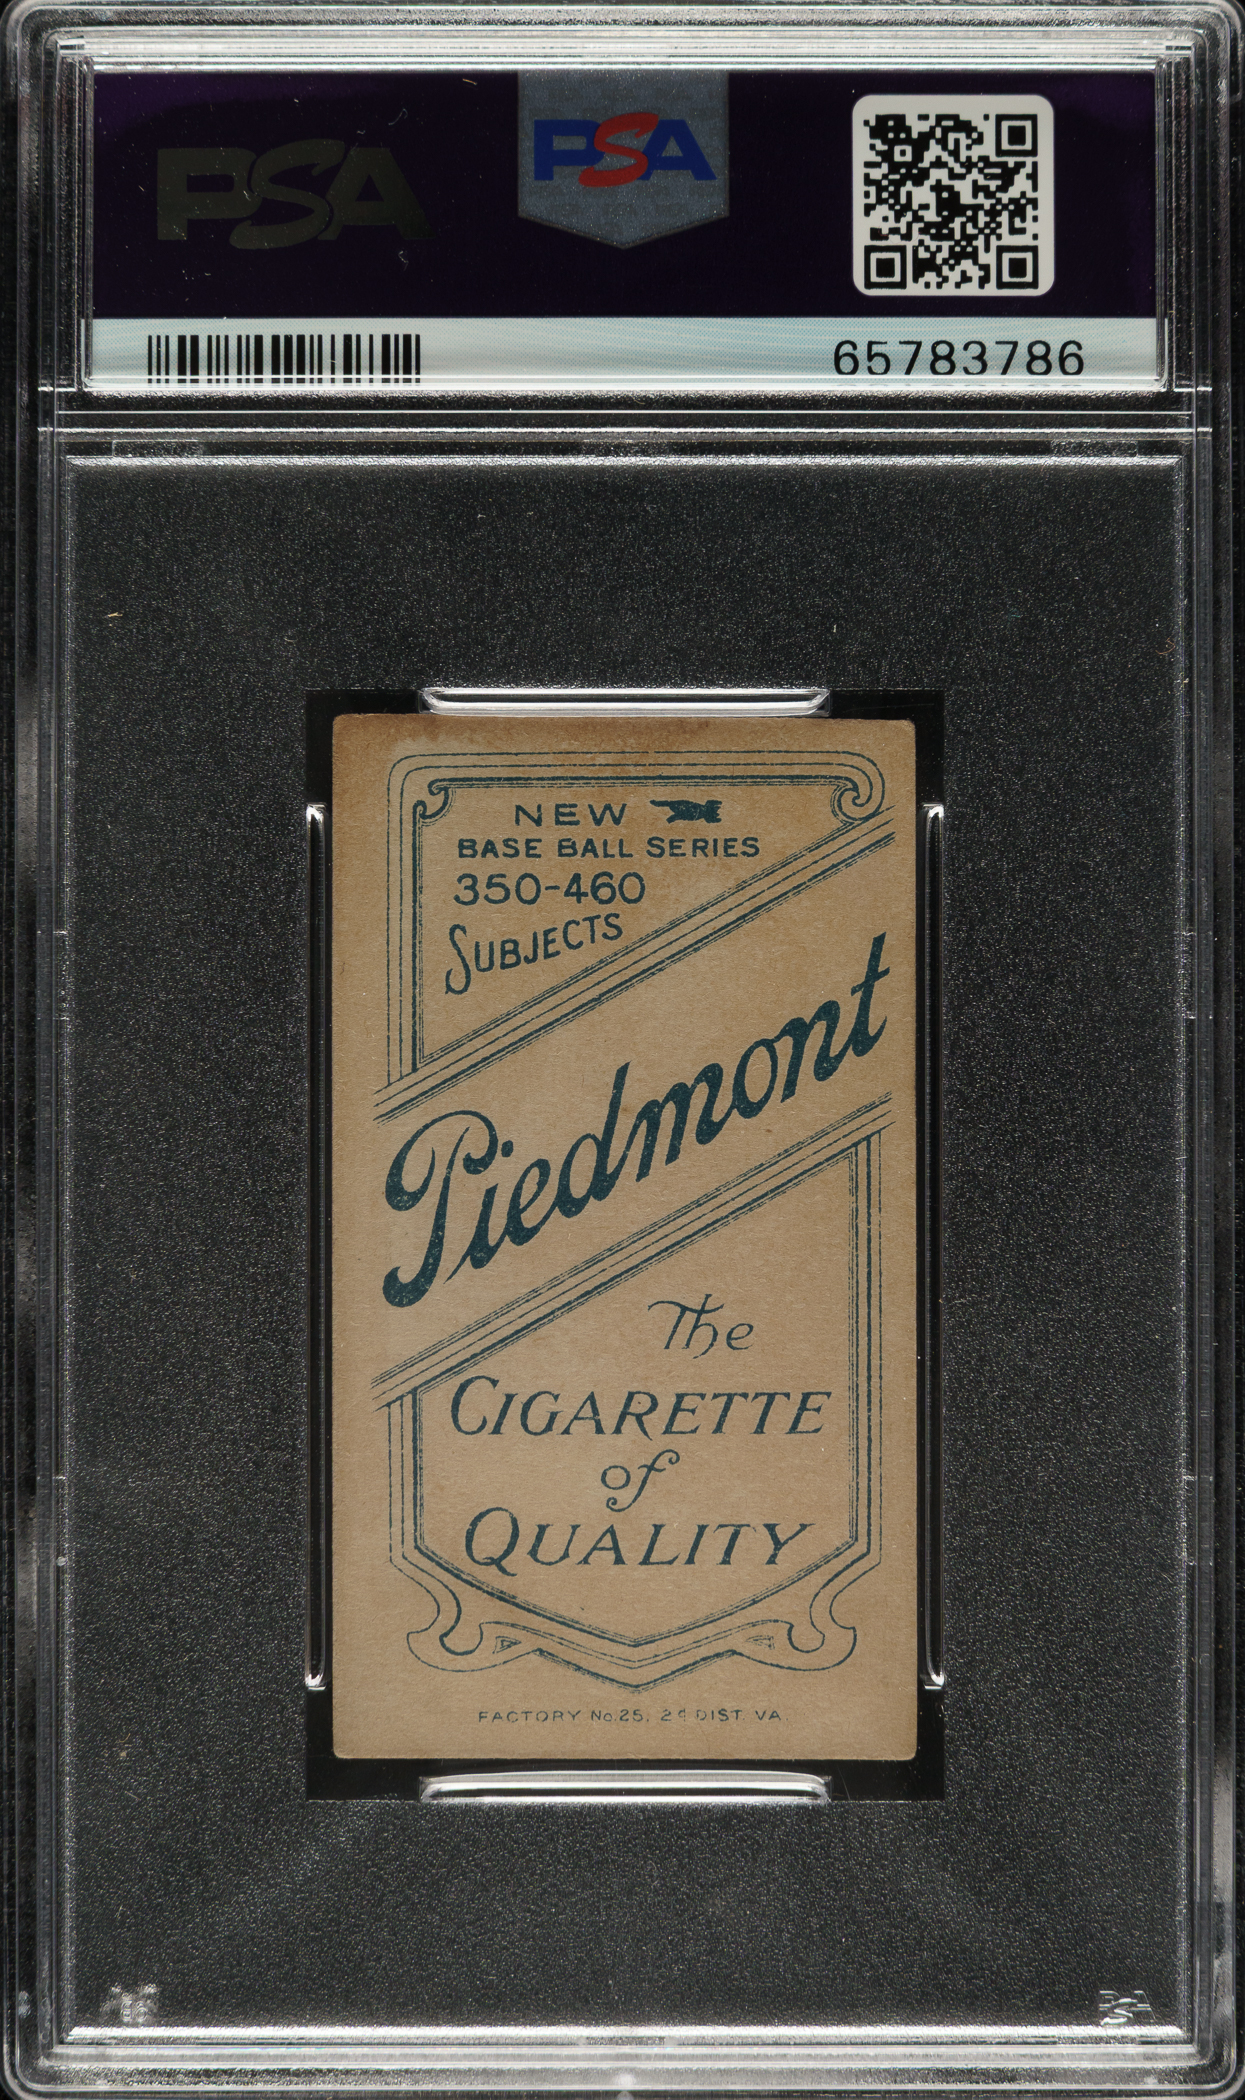 PSA
PSA
65783786
NEW
BASE BALL SERIES
350-460
SUBJECTS
Piedmont
The
CIGARETTE
of
QUALITY
FACTORY No. 25, 2d DIST. VA.
PSA